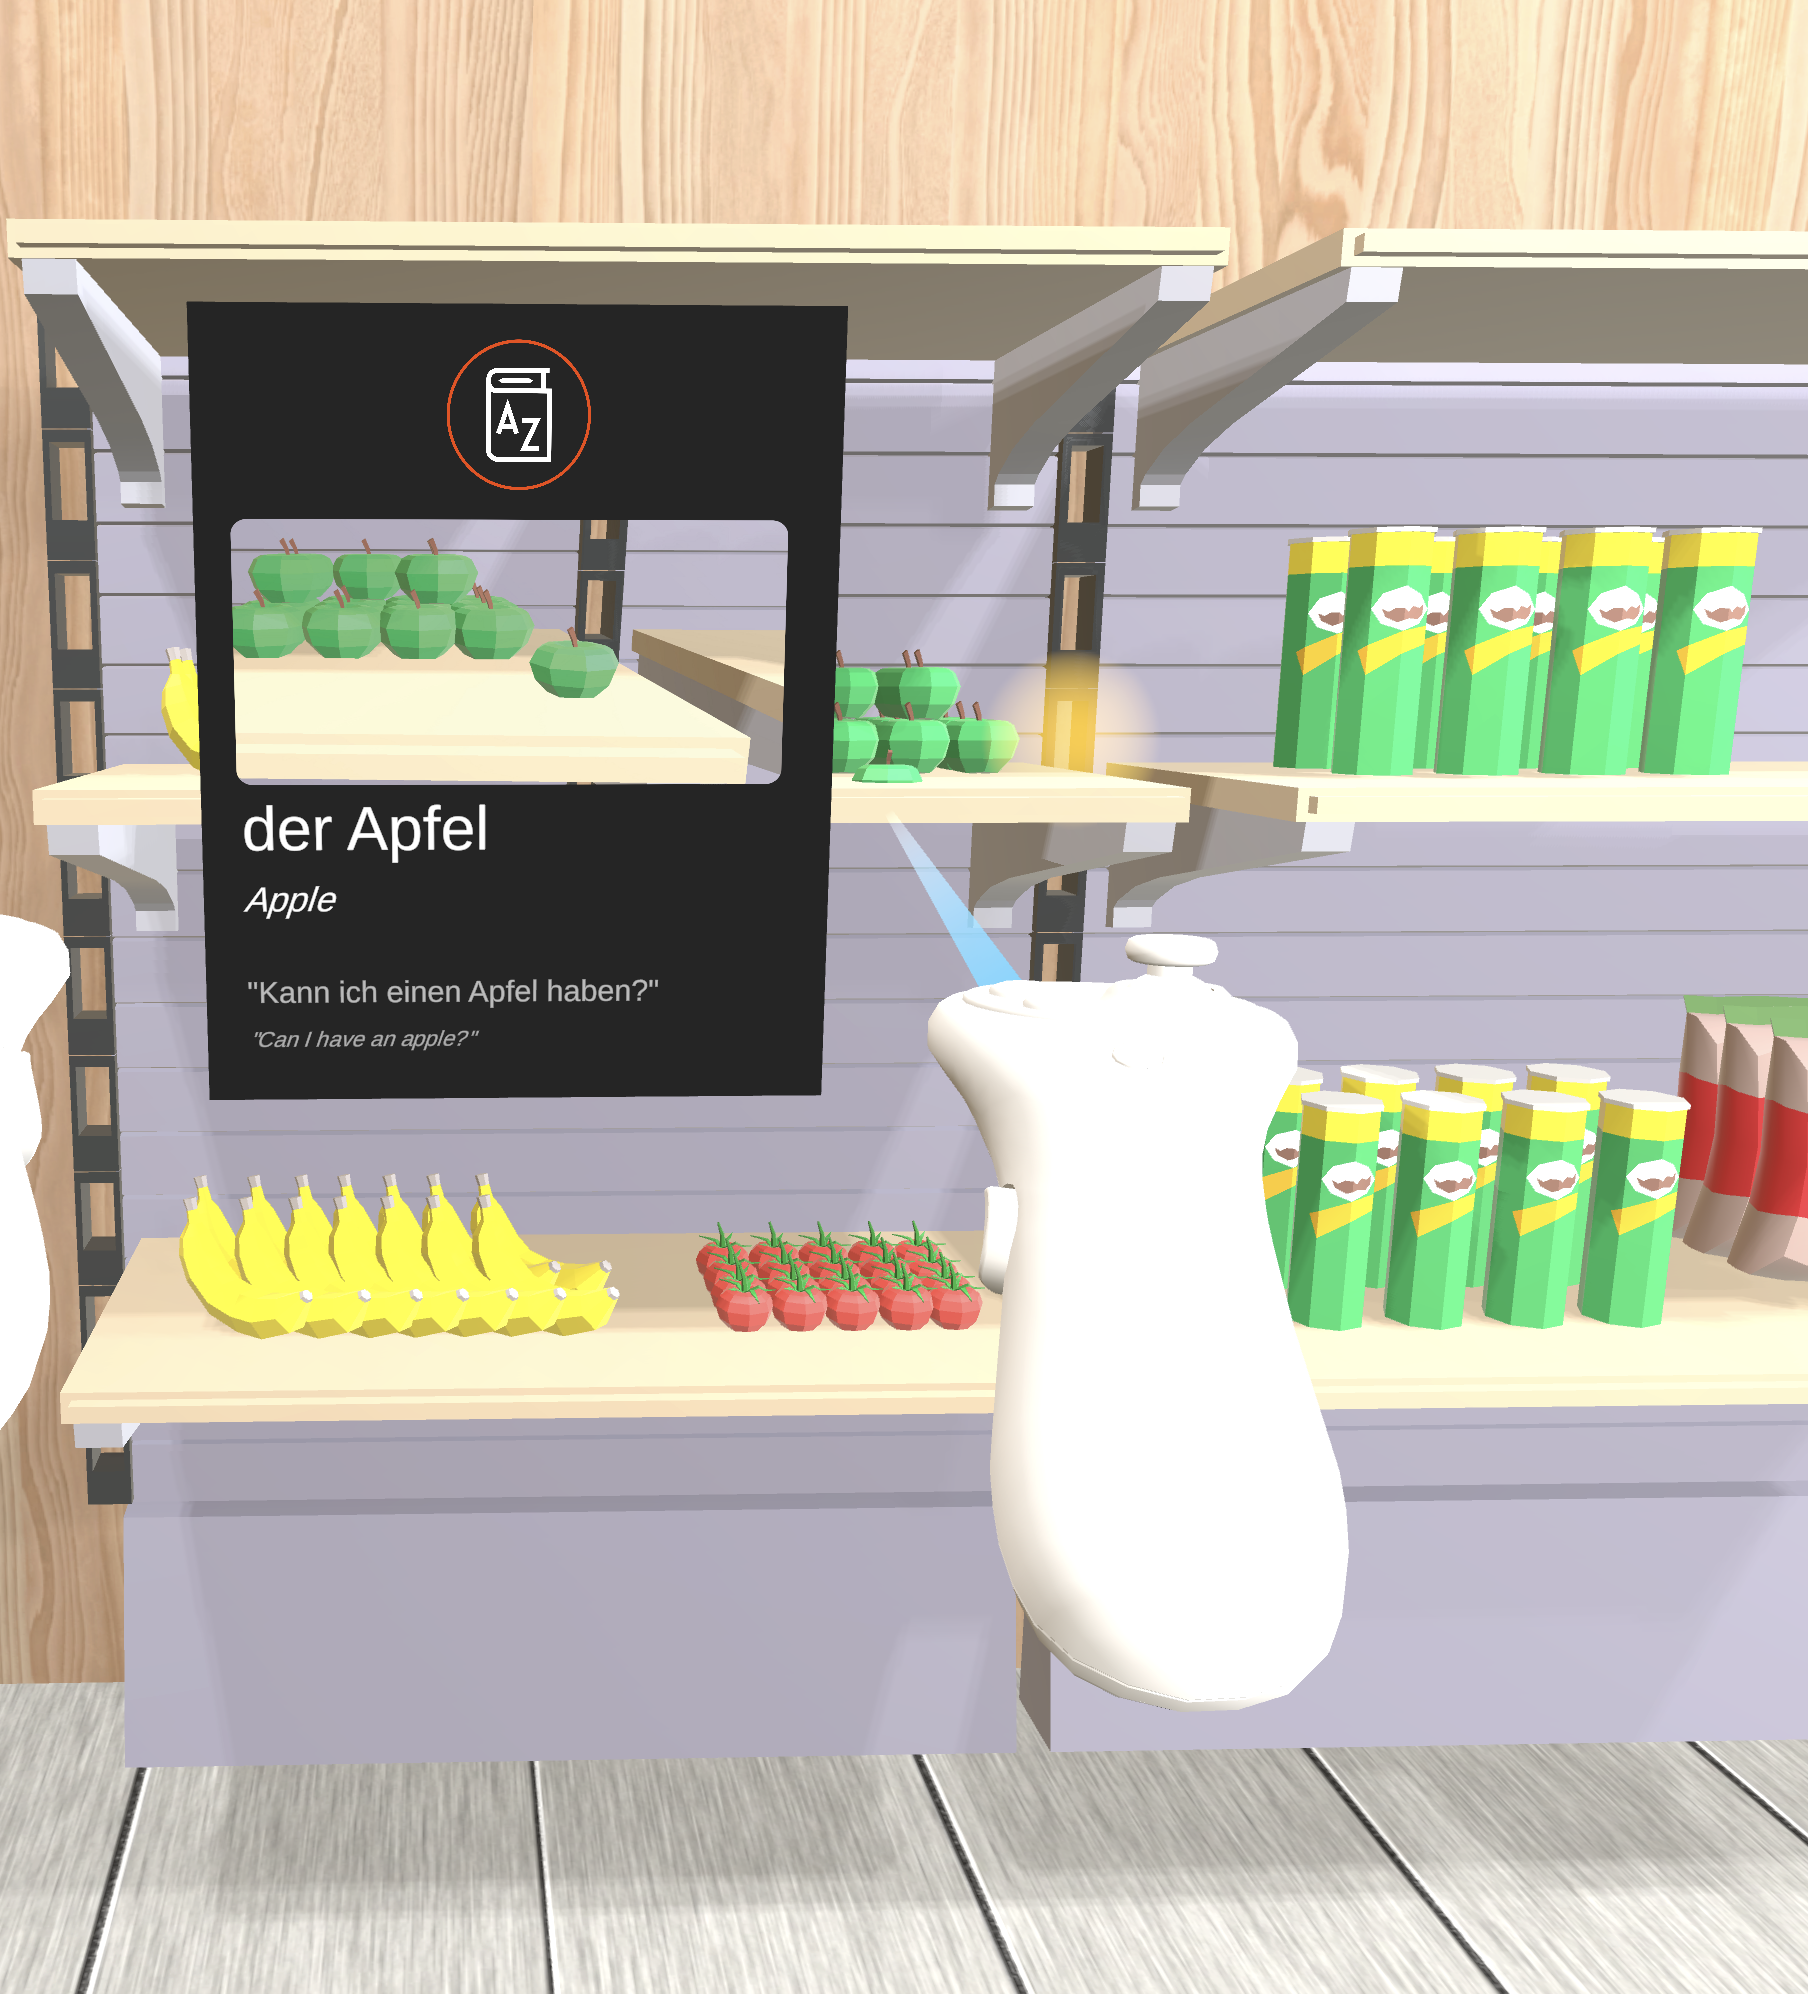 AZ
der Apfel
Apple
"Kann ich einen Apfel haben?"
"Can I have an apple?"